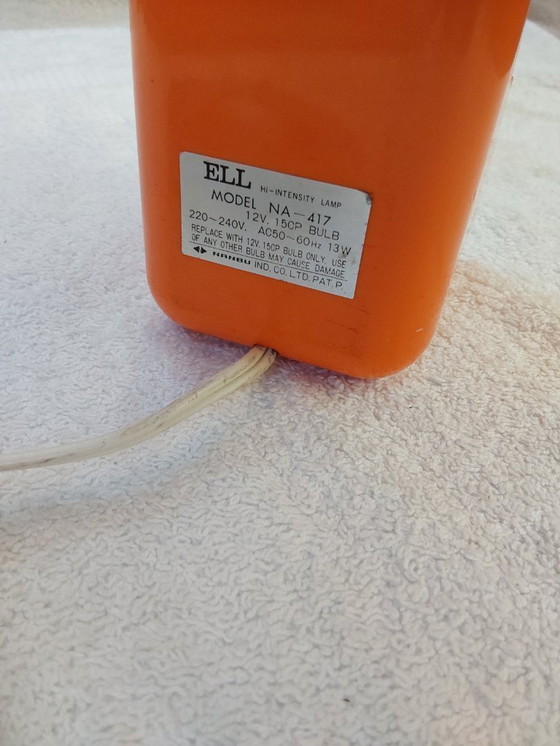 ELL HI-INTENSITY LAMP
MODEL NA-417
12V. 15CP BULB
220~240V. AC50~60Hz 13W
REPLACE WITH 12V. 15CP BULB ONLY, USE
OF ANY OTHER BULB MAY CAUSE DAMAGE
NANBU IND. CO. LTD. PAT. P.